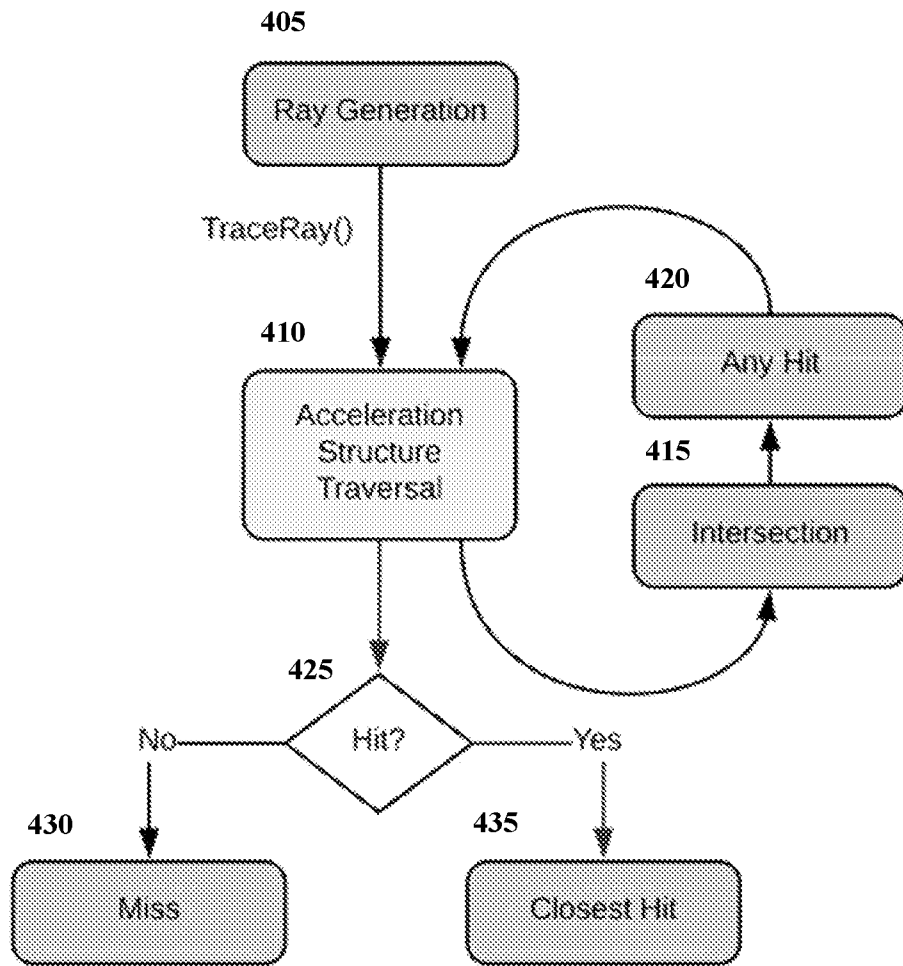 405
Ray Generation
TraceRay()
420
410
Any Hit
Acceleration
Structure
Traversal
415
Intersection
425
No
Hit?
Yes
430
435
Miss
Closest Hit